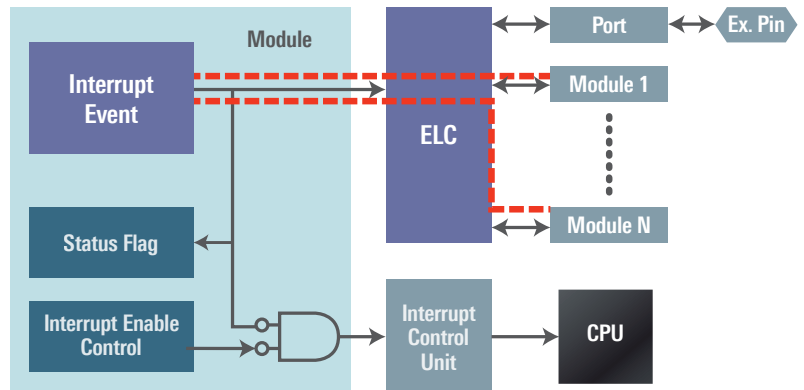 Module
Interrupt
Event
Status Flag
Interrupt Enable
Control
ELC
Port
Ex. Pin
Module 1
Module N
Interrupt
Control
Unit
CPU